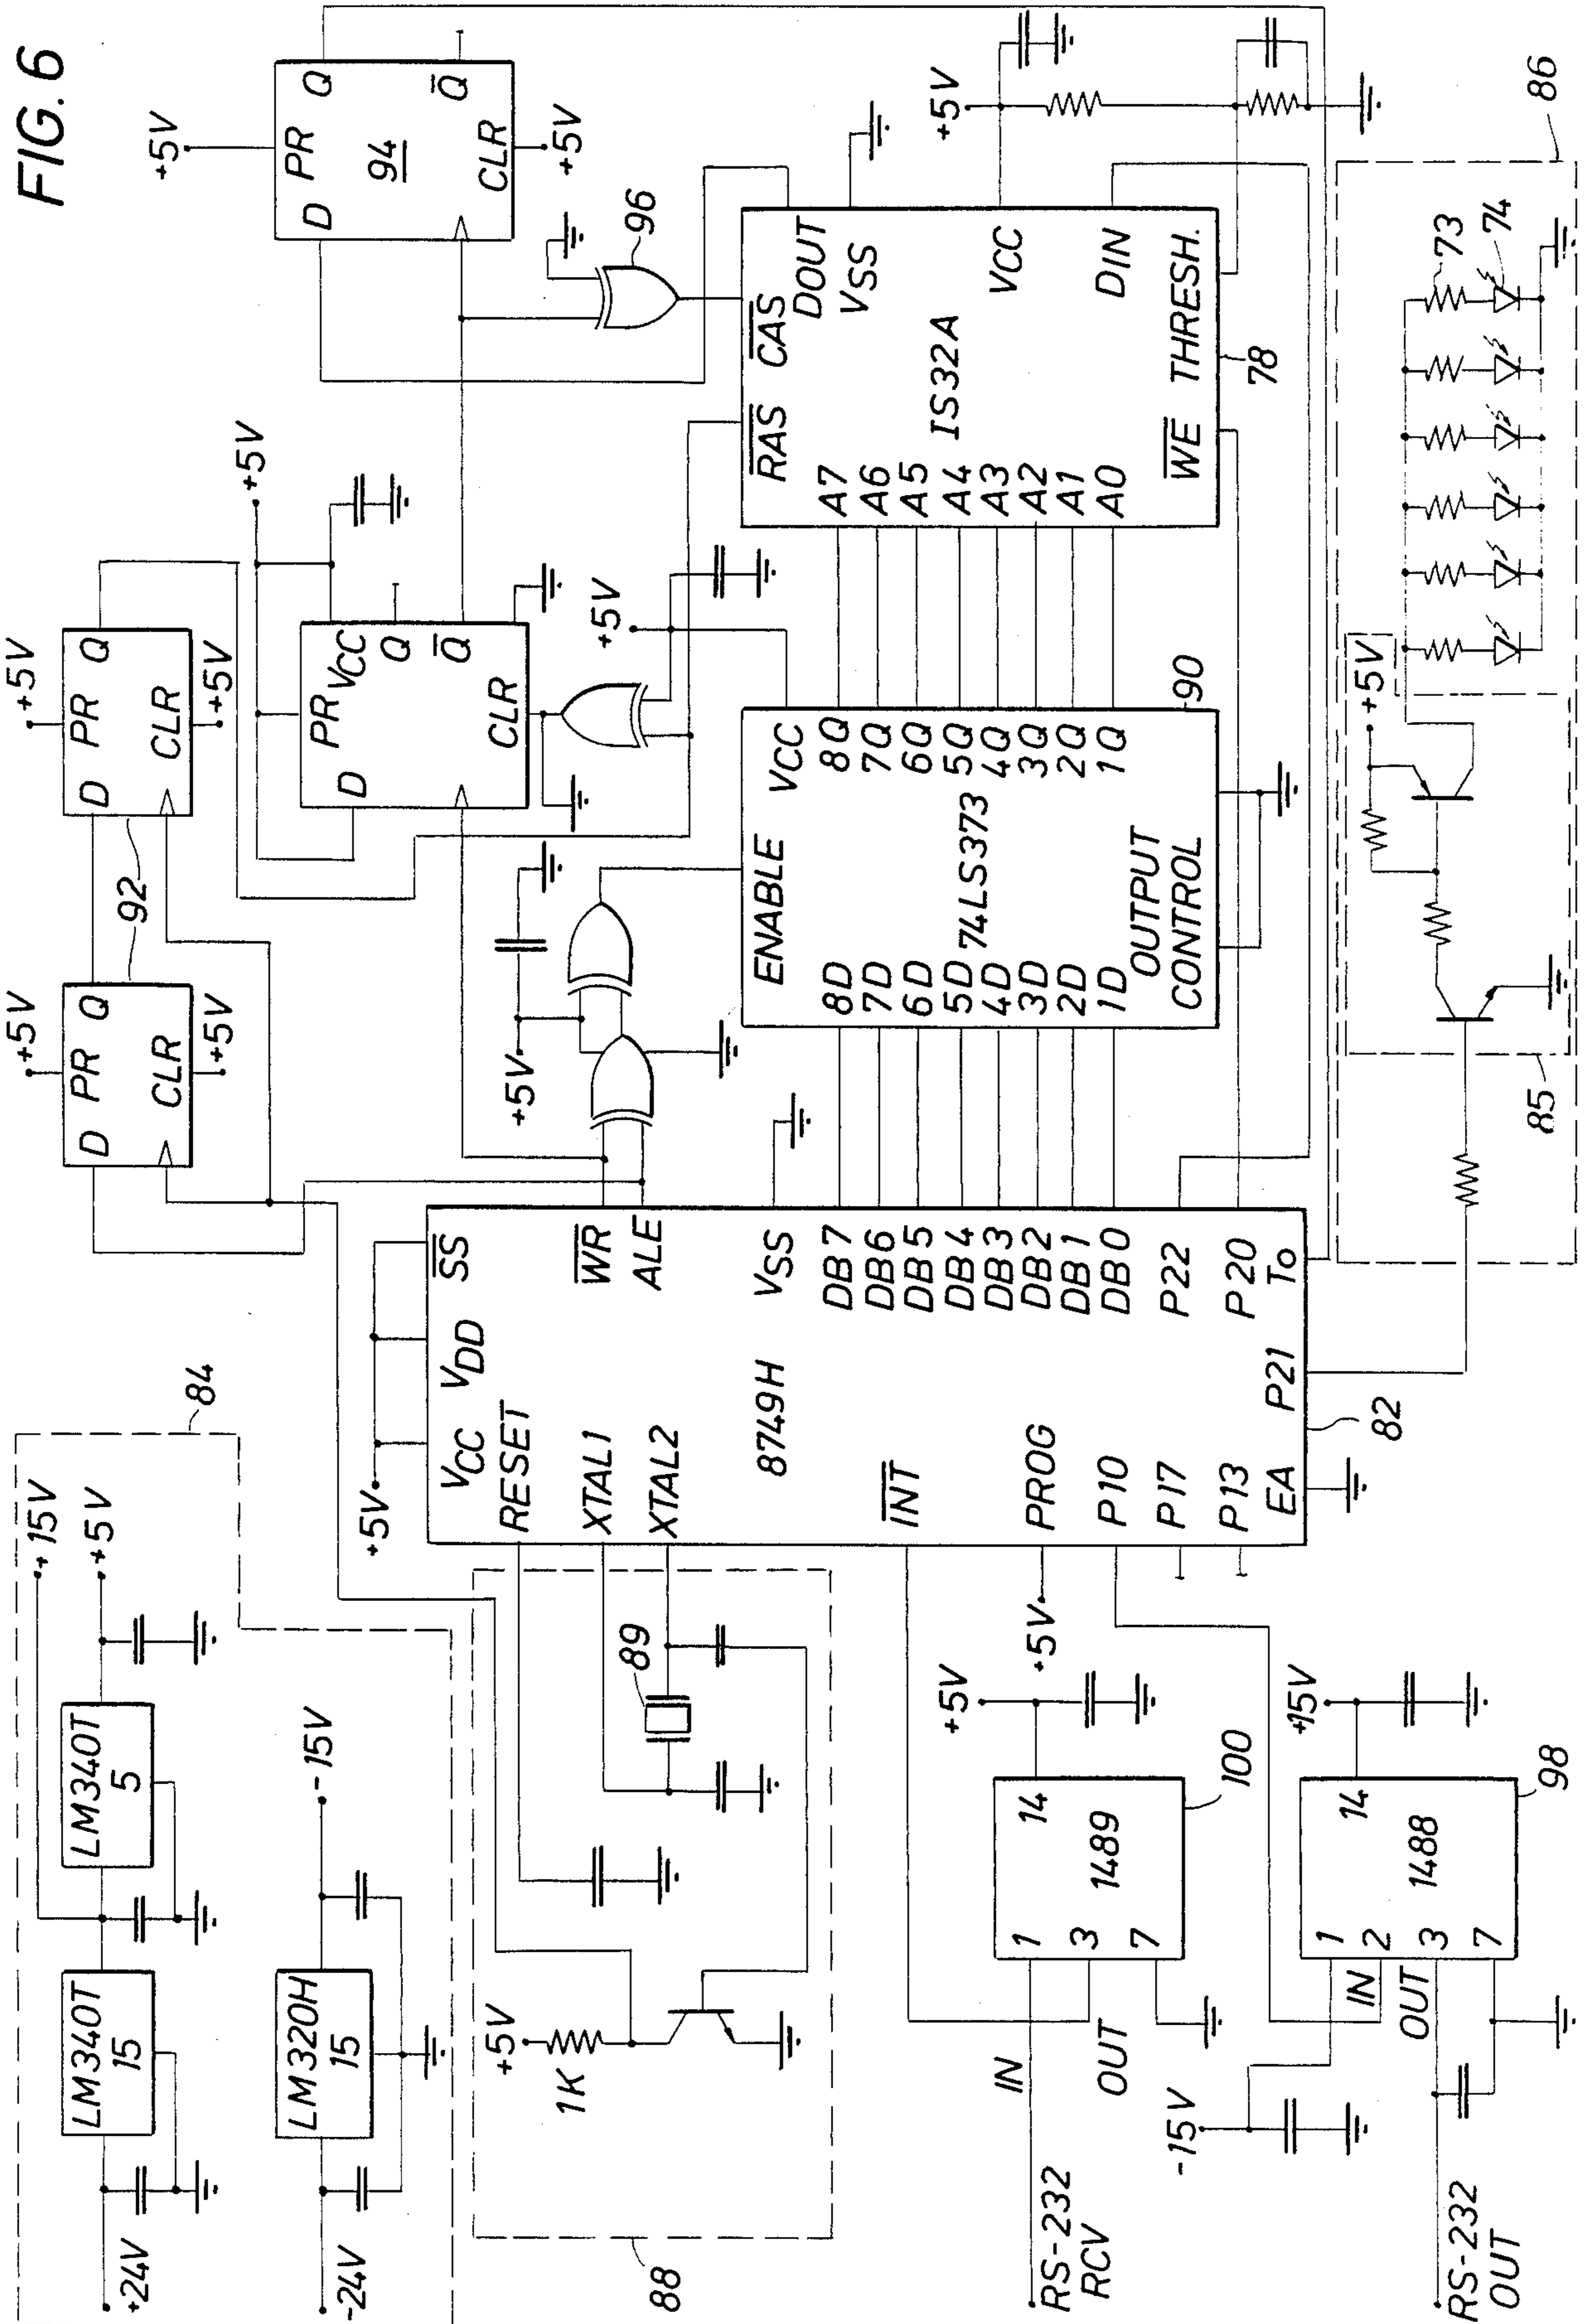 FIG. 6
+24V
LM340T
15
LM340T
5
+15V
+5V
84
-24V
LM320H
15
-15V
+5V
1K
89
88
+5V
D PR Q
CLR
+5V
92
+5V
D PR Q
CLR
+5V
+5V
D PR VCC
Q
Q̅
CLR
+5V
D PR Q
94
Q̅
CLR
+5V
96
+5V
VCC VDD S̅S̅
RESET̅
XTAL1
XTAL2
8749H
I̅N̅T̅
PROG
P10
P17
P13
EA P21 T0
W̅R̅
ALE
VSS
DB7
DB6
DB5
DB4
DB3
DB2
DB1
DB0
P22
P20
82
+5V
+5V
ENABLE VCC
8D 8Q
7D 7Q
6D 6Q
5D 5Q
4D 4Q
3D 3Q
2D 2Q
1D 1Q
74LS373
OUTPUT
CONTROL
90
+5V
R̅A̅S̅ C̅A̅S̅
DOUT
VSS
A7
A6
A5
A4
A3
A2
A1
A0
IS32A
VCC
DIN
W̅E̅ THRESH.
78
+5V
+5V
RS-232
RCV
IN
OUT
1 14
3
7
1489
100
+5V
-15V
IN
OUT
1 14
2
3
7
1488
98
+15V
RS-232
OUT
85
+5V
73
74
86